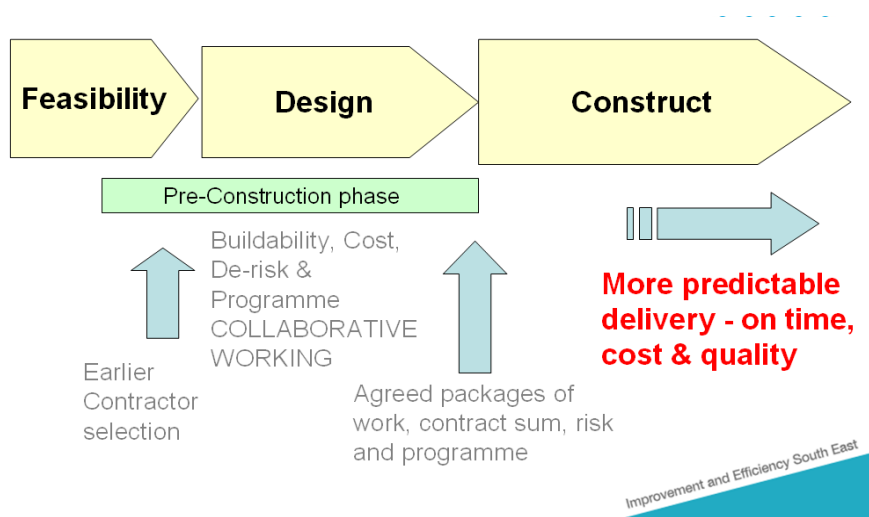 Feasibility
Design
Construct
Pre-Construction phase
Buildability, Cost,
De-risk &
Programme
COLLABORATIVE
WORKING
Earlier
Contractor
selection
Agreed packages of
work, contract sum, risk
and programme
More predictable
delivery - on time,
cost & quality
Improvement and Efficiency South East